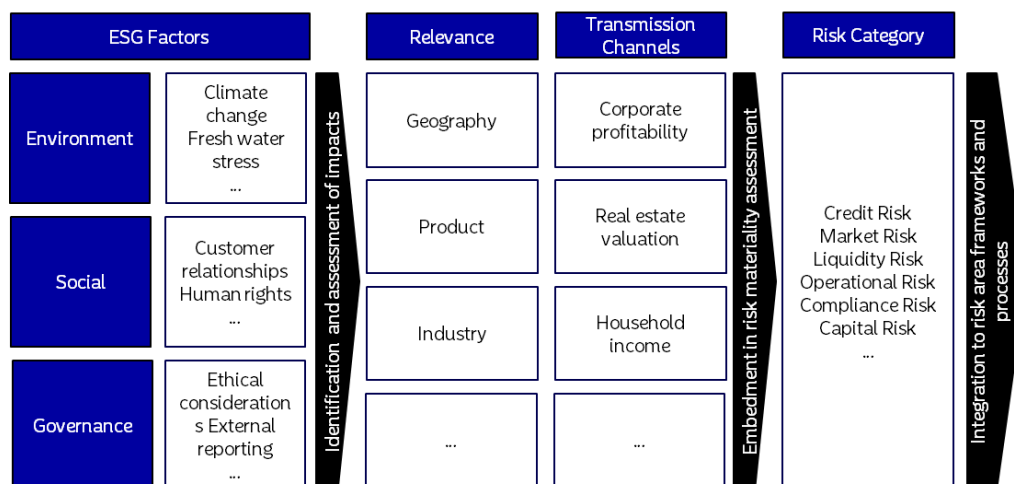 ESG Factors
Relevance
Transmission
Channels
Risk Category
Environment
Climate
change
Fresh water
stress
...
Social
Customer
relationships
Human rights
...
Governance
Ethical
consideration
s External
reporting
...
Identification and assessment of impacts
Geography
Product
Industry
...
Corporate
profitability
Real estate
valuation
Household
income
...
Embedment in risk materiality assessment
Credit Risk
Market Risk
Liquidity Risk
Operational Risk
Compliance Risk
Capital Risk
...
Integration to risk area frameworks and
processes